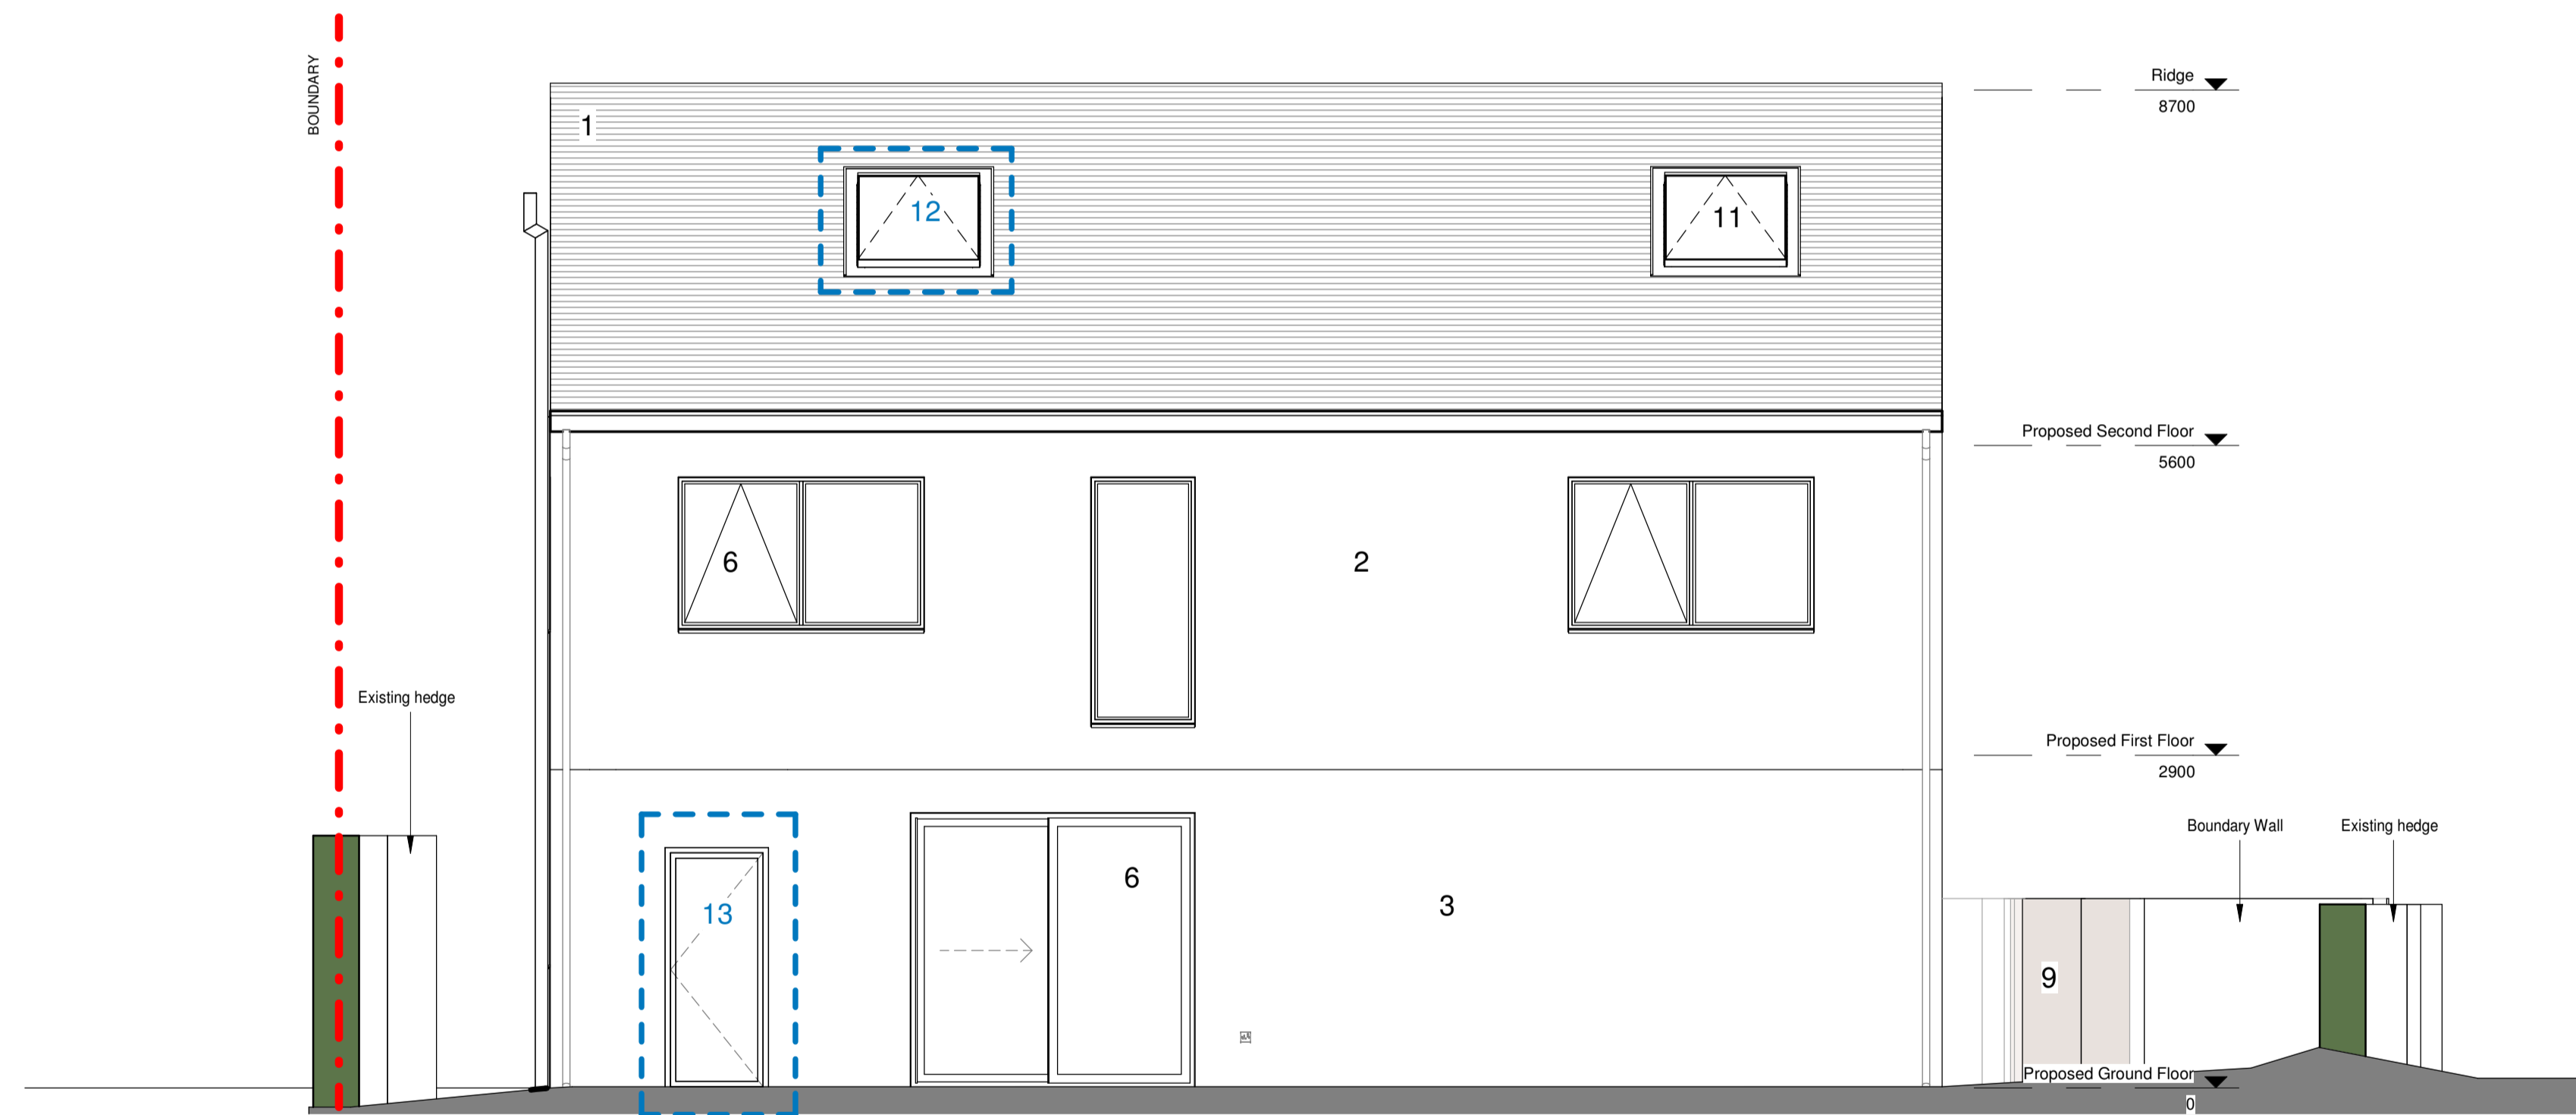 BOUNDARY
Ridge
8700
1
12
11
Proposed Second Floor
5600
6
2
Existing hedge
Proposed First Floor
2900
Boundary Wall
Existing hedge
13
6
3
9
Proposed Ground Floor
0